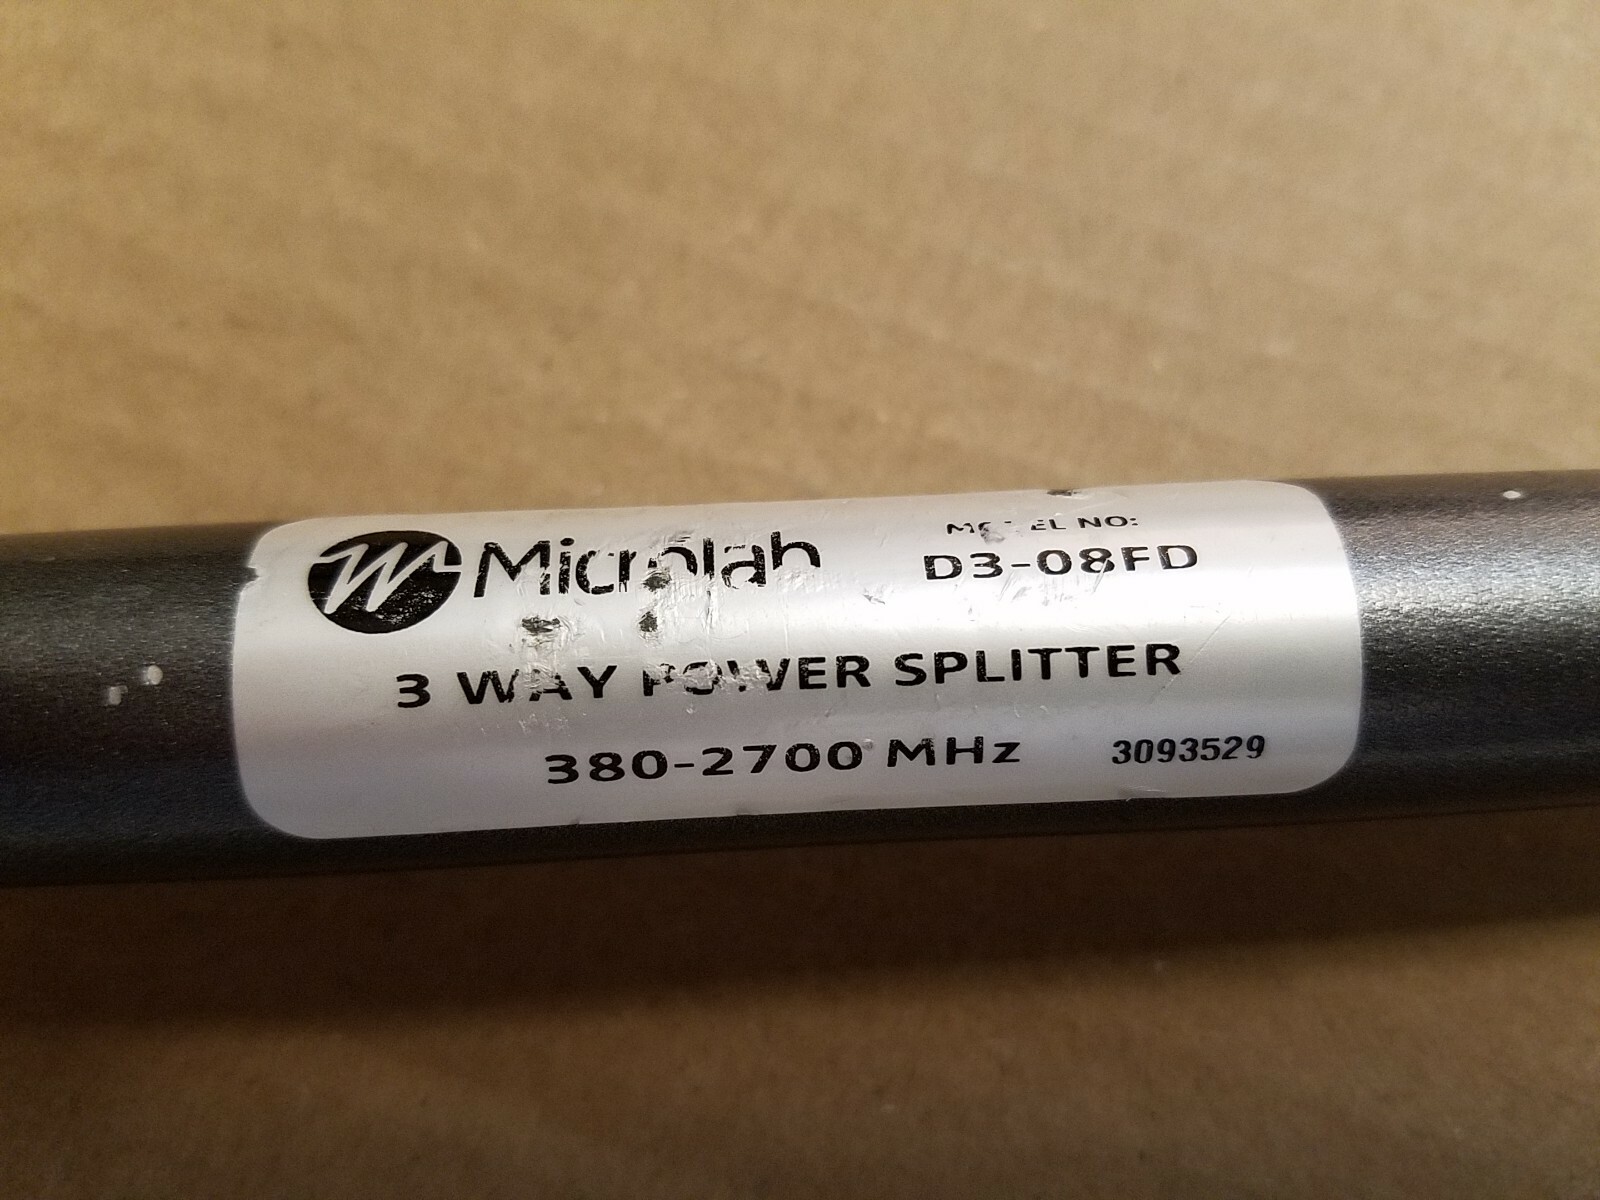 Microlab
MODEL NO:
D3-08FD
3 WAY POWER SPLITTER
380-2700 MHz 3093529